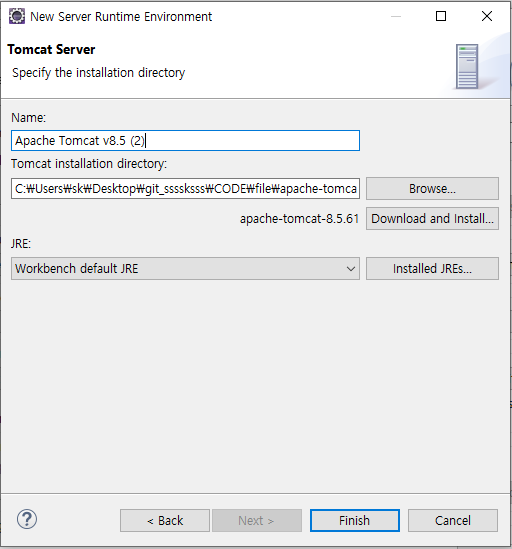 New Server Runtime Environment
Tomcat Server
Specify the installation directory
Name:
Apache Tomcat v8.5 (2)
Tomcat installation directory:
C:₩Users₩sk₩Desktop₩git_sssskssss₩CODE₩file₩apache-tomca
Browse...
apache-tomcat-8.5.61
Download and Install...
JRE:
Workbench default JRE
Installed JREs...
?
< Back
Next >
Finish
Cancel